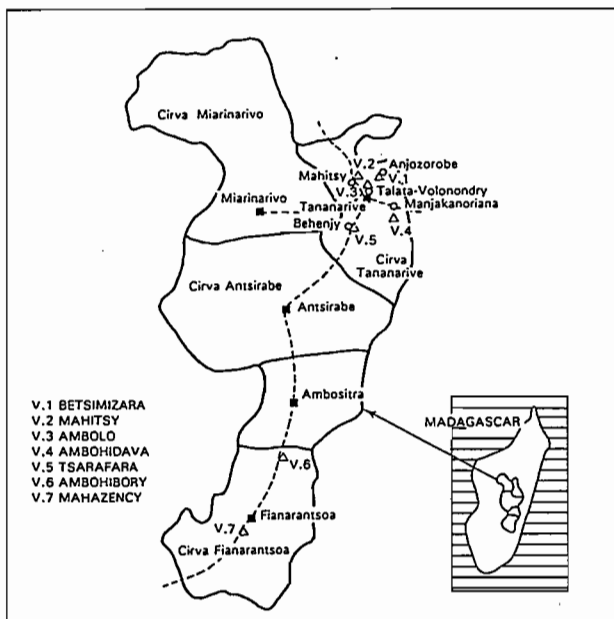 Cirva Miarinarivo
V.2
Anjozorobe
Mahitsy
V.1
V.3
Talata-Volonondry
Miarinarivo
Tananarive
Manjakanoriana
Behenjy
V.4
V.5
Cirva
Tananarive
Cirva Antsirabe
Antsirabe
V.1 BETSIMIZARA
V.2 MAHITSY
V.3 AMBOLO
V.4 AMBOHIDAVA
V.5 TSARAFARA
V.6 AMBOHIBORY
V.7 MAHAZENCY
Ambositra
MADAGASCAR
V.6
Fianarantsoa
V.7
Cirva Fianarantsoa